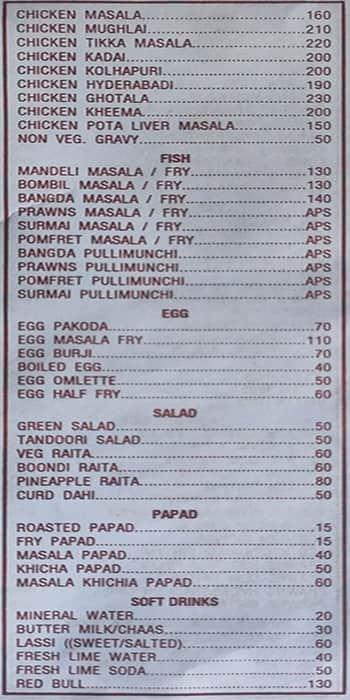 CHICKEN MASALA 160
CHICKEN MUGHLAI 210
CHICKEN TIKKA MASALA 220
CHICKEN KADAI 200
CHICKEN KOLHAPURI 200
CHICKEN HYDERABADI 190
CHICKEN GHOTALA 230
CHICKEN KHEEMA 200
CHICKEN POTA LIVER MASALA 150
NON VEG. GRAVY 50
FISH
MANDELI MASALA / FRY 130
BOMBIL MASALA / FRY 130
BANGDA MASALA / FRY 140
PRAWNS MASALA / FRY APS
SURMAI MASALA / FRY APS
POMFRET MASALA / FRY APS
BANGDA PULLIMUNCHI APS
PRAWNS PULLIMUNCHI APS
POMFRET PULLIMUNCHI APS
SURMAI PULLIMUNCHI APS
EGG
EGG PAKODA 70
EGG MASALA FRY 110
EGG BURJI 70
BOILED EGG 40
EGG OMLETTE 50
EGG HALF FRY 60
SALAD
GREEN SALAD 50
TANDOORI SALAD 50
VEG RAITA 60
BOONDI RAITA 60
PINEAPPLE RAITA 80
CURD DAHI 50
PAPAD
ROASTED PAPAD 15
FRY PAPAD 15
MASALA PAPAD 40
KHICHA PAPAD 50
MASALA KHICHIA PAPAD 60
SOFT DRINKS
MINERAL WATER 20
BUTTER MILK/CHAAS 30
LASSI ((SWEET/SALTED) 60
FRESH LIME WATER 40
FRESH LIME SODA 50
RED BULL 130